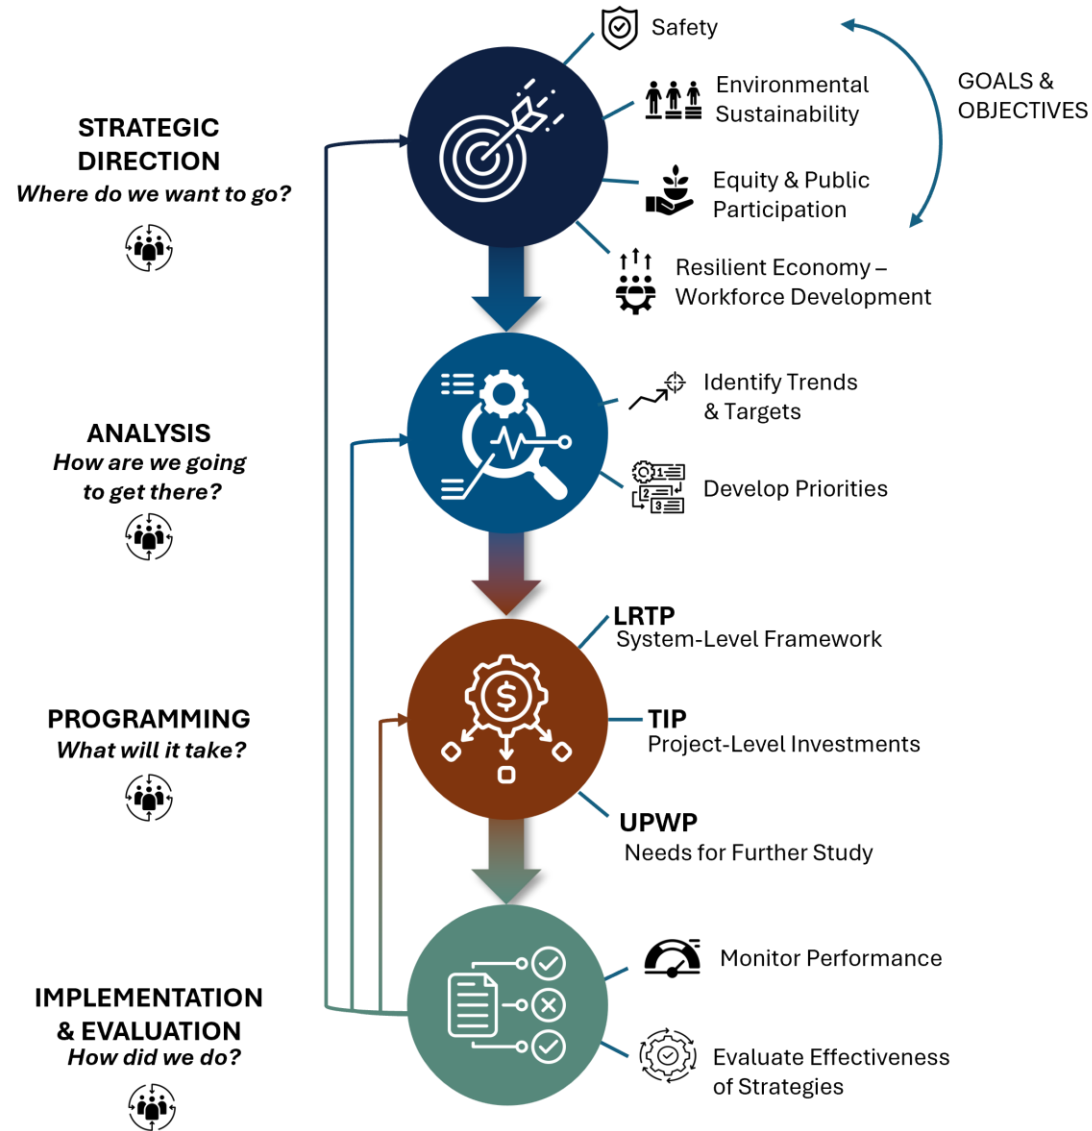 Safety
GOALS &
OBJECTIVES
Environmental
Sustainability
STRATEGIC
DIRECTION
Where do we want to go?
Equity & Public
Participation
Resilient Economy –
Workforce Development
ANALYSIS
How are we going
to get there?
Identify Trends
& Targets
1
2
3
Develop Priorities
PROGRAMMING
What will it take?
$
LRTP
System-Level Framework
TIP
Project-Level Investments
UPWP
Needs for Further Study
IMPLEMENTATION
& EVALUATION
How did we do?
Monitor Performance
Evaluate Effectiveness
of Strategies